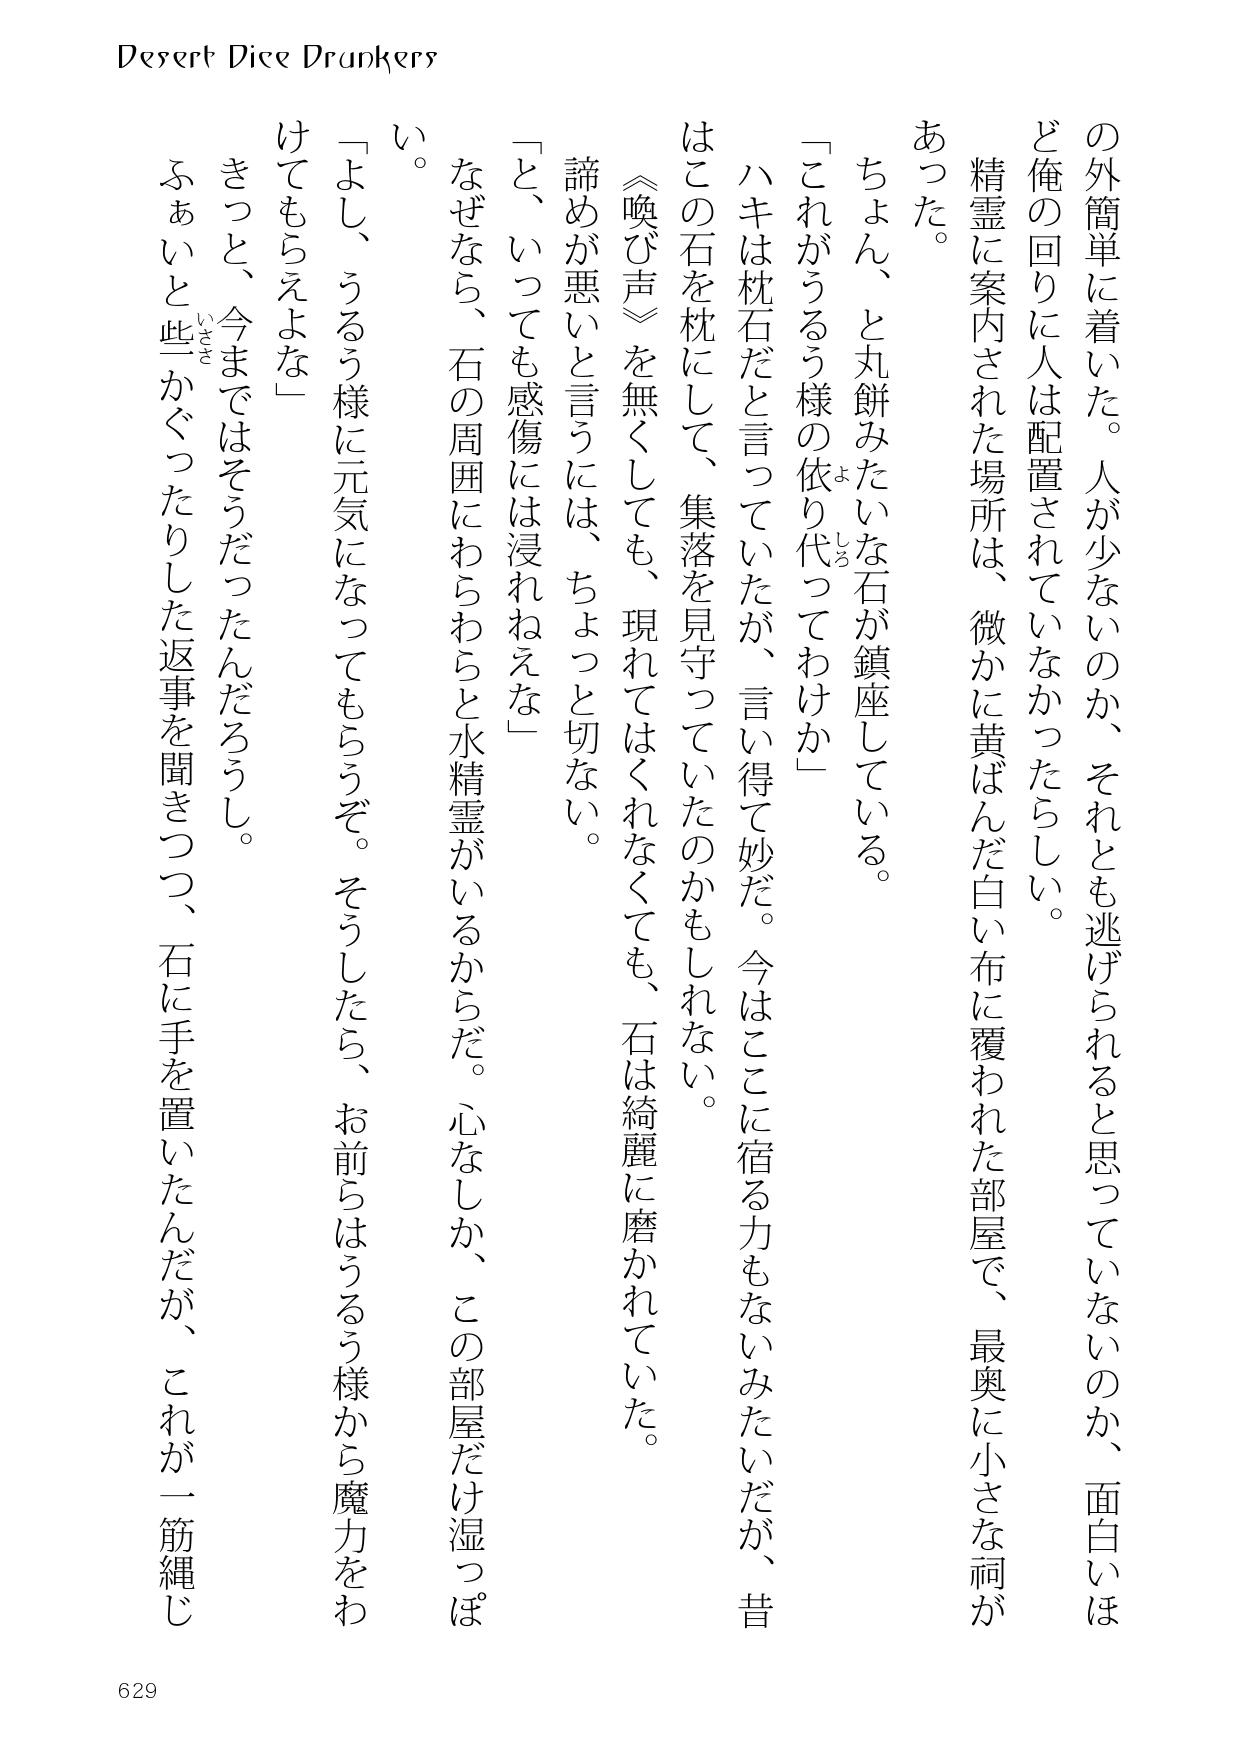 Desert Dice Drunkers
の外簡単に着いた。人が少ないのか、それとも逃げられると思っていないのか、面白いほ
ど俺の回りに人は配置されていなかったらしい。
精霊に案内された場所は、微かに黄ばんだ白い布に覆われた部屋で、最奥に小さな祠が
あった。
ちょん、と丸餅みたいな石が鎮座している。
「これがうるう様の依り代ってわけか」
ハキは枕石だと言っていたが、言い得て妙だ。今はここに宿る力もないみたいだが、昔
はこの石を枕にして、集落を見守っていたのかもしれない。
《喚び声》を無くしても、現れてはくれなくても、石は綺麗に磨かれていた。
諦めが悪いと言うには、ちょっと切ない。
「と、いっても感傷には浸れねえな」
なぜなら、石の周囲にわらわらと水精霊がいるからだ。心なしか、この部屋だけ湿っぽ
い。
「よし、うるう様に元気になってもらうぞ。そうしたら、お前らはうるう様から魔力をわ
けてもらえよな」
きっと、今まではそうだったんだろうし。
ふぁいと些かぐったりした返事を聞きつつ、石に手を置いたんだが、これが一筋縄じ
629